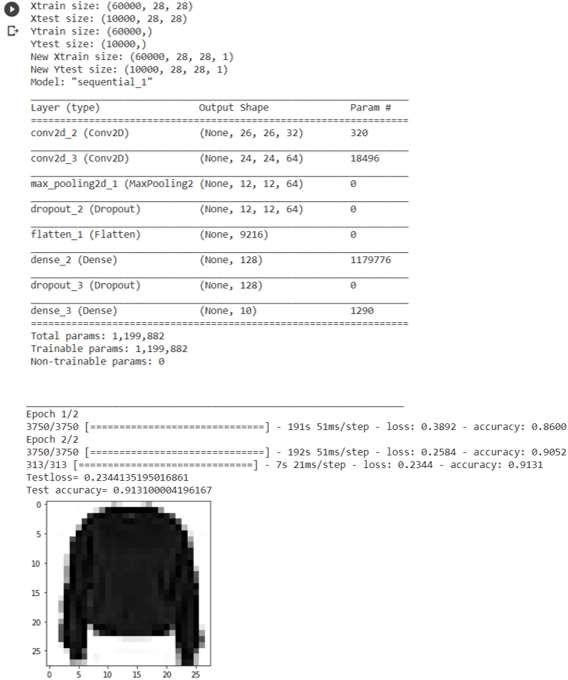 Xtrain size: (60000, 28, 28)
Xtest size: (10000, 28, 28)
Ytrain size: (60000,)
Ytest size: (10000,)
New Xtrain size: (60000, 28, 28, 1)
New Ytest size: (10000, 28, 28, 1)
Model: "sequential_1"
Layer (type) Output Shape Param #
conv2d_2 (Conv2D) (None, 26, 26, 32) 320
conv2d_3 (Conv2D) (None, 24, 24, 64) 18496
max_pooling2d_1 (MaxPooling2 (None, 12, 12, 64) 0
dropout_2 (Dropout) (None, 12, 12, 64) 0
flatten_1 (Flatten) (None, 9216) 0
dense_2 (Dense) (None, 128) 1179776
dropout_3 (Dropout) (None, 128) 0
dense_3 (Dense) (None, 10) 1290
Total params: 1,199,882
Trainable params: 1,199,882
Non-trainable params: 0
Epoch 1/2
3750/3750 [==============================] - 191s 51ms/step - loss: 0.3892 - accuracy: 0.8600
Epoch 2/2
3750/3750 [==============================] - 192s 51ms/step - loss: 0.2584 - accuracy: 0.9052
313/313 [==============================] - 7s 21ms/step - loss: 0.2344 - accuracy: 0.9131
Testloss= 0.2344135195016861
Test accuracy= 0.913100004196167
0
5
10
15
20
25
0 5 10 15 20 25